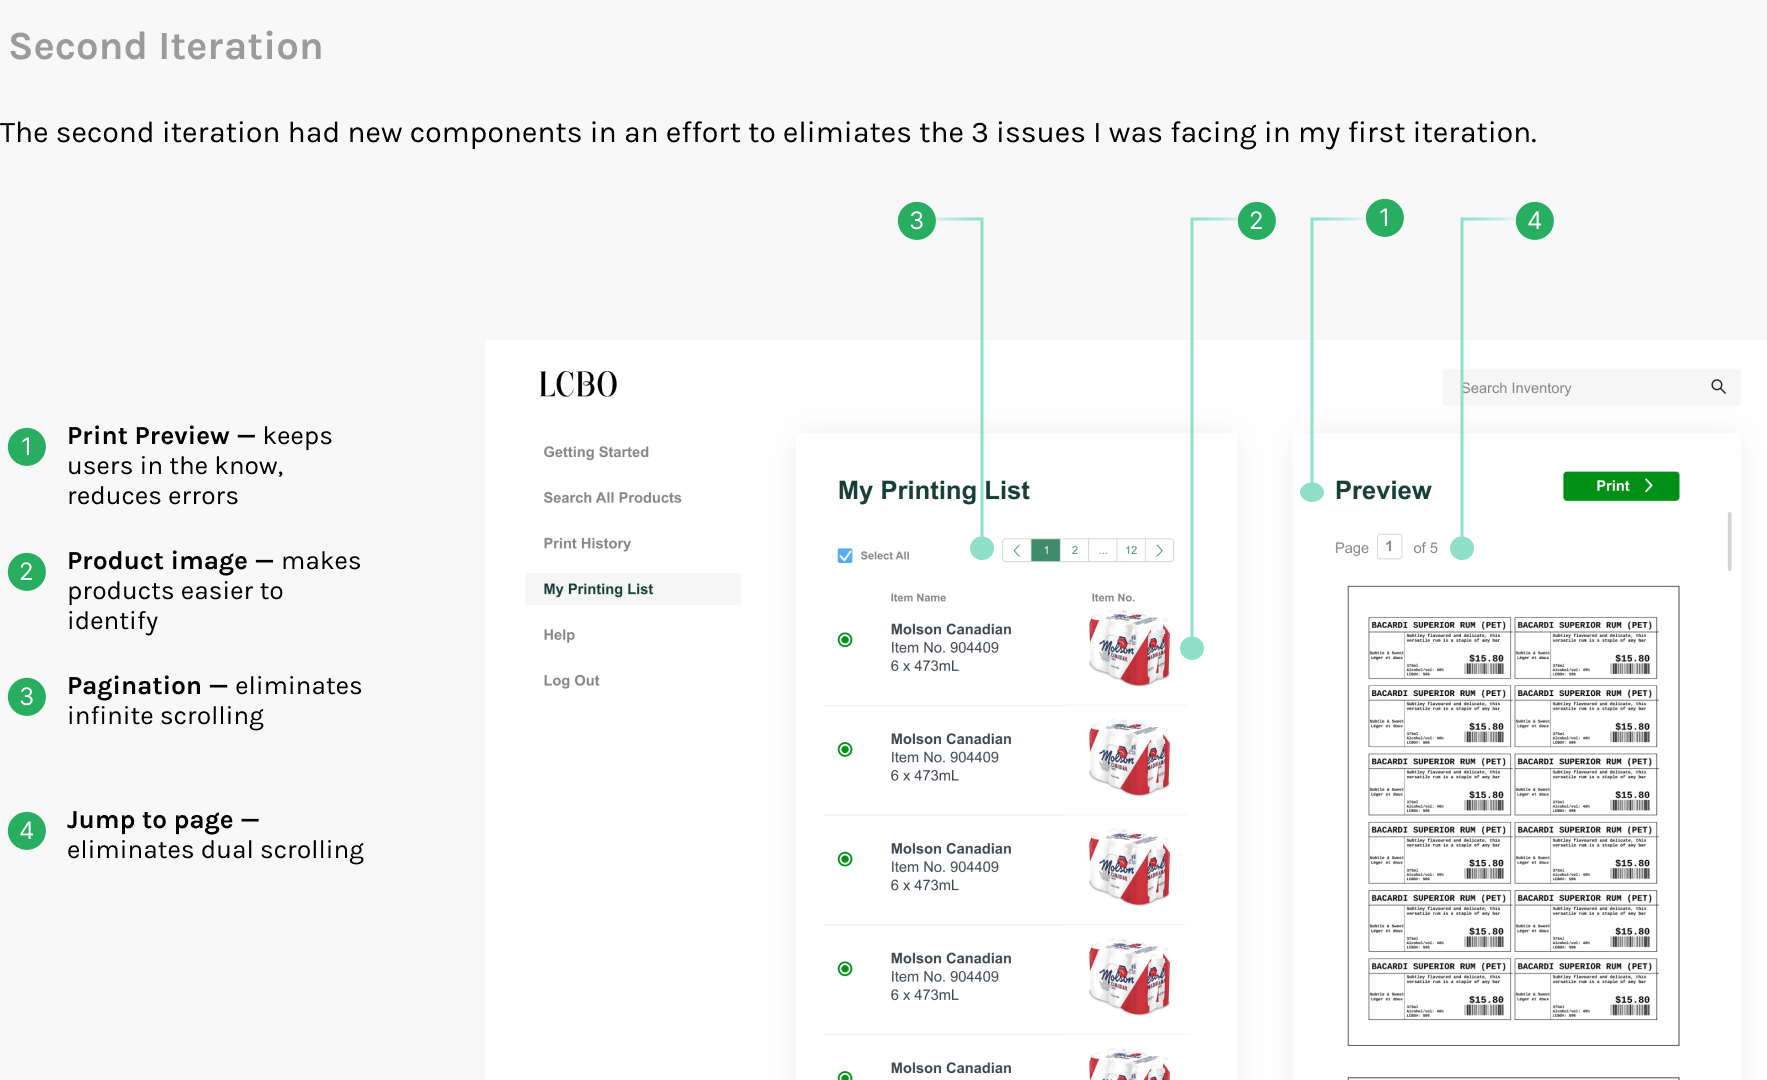 Second Iteration
The second iteration had new components in an effort to elimiates the 3 issues I was facing in my first iteration.
3
2
1
4
1
Print Preview — keeps
users in the know,
reduces errors
2
Product image — makes
products easier to
identify
3
Pagination — eliminates
infinite scrolling
4
Jump to page —
eliminates dual scrolling
LCBO
Search Inventory
Getting Started
Search All Products
Print History
My Printing List
Help
Log Out
My Printing List
Select All
1 2 ... 12
Item Name Item No.
Molson Canadian
Item No. 904409
6 x 473mL
Molson Canadian
Item No. 904409
6 x 473mL
Molson Canadian
Item No. 904409
6 x 473mL
Molson Canadian
Item No. 904409
6 x 473mL
Molson Canadian
Preview
Print
Page 1 of 5
BACARDI SUPERIOR RUM (PET) BACARDI SUPERIOR RUM (PET)
$15.80 $15.80
BACARDI SUPERIOR RUM (PET) BACARDI SUPERIOR RUM (PET)
$15.80 $15.80
BACARDI SUPERIOR RUM (PET) BACARDI SUPERIOR RUM (PET)
$15.80 $15.80
BACARDI SUPERIOR RUM (PET) BACARDI SUPERIOR RUM (PET)
$15.80 $15.80
BACARDI SUPERIOR RUM (PET) BACARDI SUPERIOR RUM (PET)
$15.80 $15.80
BACARDI SUPERIOR RUM (PET) BACARDI SUPERIOR RUM (PET)
$15.80 $15.80